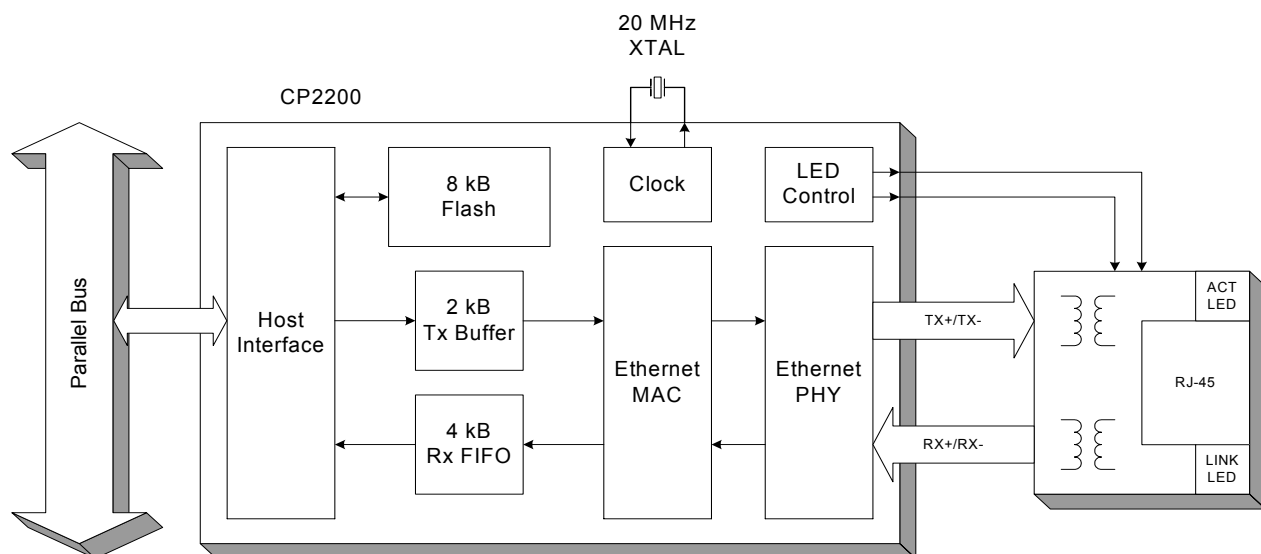 20 MHz
XTAL
CP2200
Parallel Bus
Host
Interface
8 kB
Flash
Clock
LED
Control
2 kB
Tx Buffer
4 kB
Rx FIFO
Ethernet
MAC
Ethernet
PHY
TX+/TX-
RX+/RX-
ACT
LED
RJ-45
LINK
LED